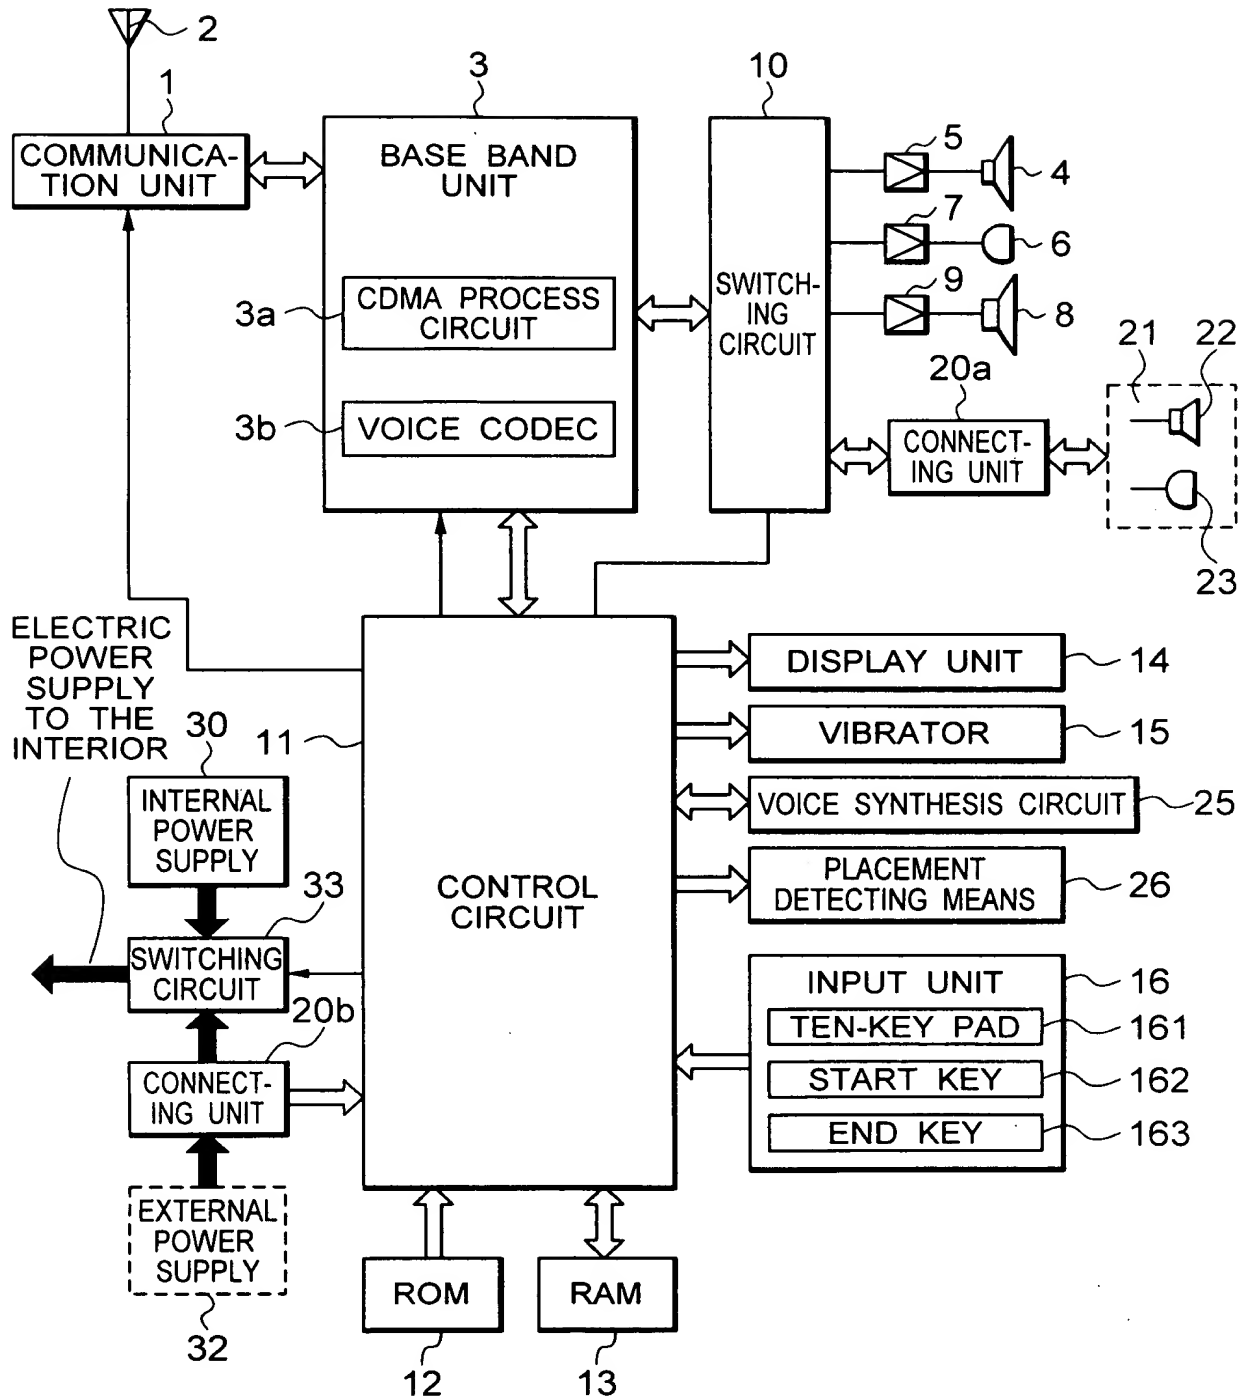 2
1
3
10
COMMUNICA-
TION UNIT
BASE BAND
UNIT
5
4
7
6
9
8
3a
CDMA PROCESS
CIRCUIT
SWITCH-
ING
CIRCUIT
21
22
20a
3b
VOICE CODEC
CONNECT-
ING UNIT
23
ELECTRIC
POWER
SUPPLY
TO THE
INTERIOR
DISPLAY UNIT
14
30
11
VIBRATOR
15
INTERNAL
POWER
SUPPLY
VOICE SYNTHESIS CIRCUIT
25
33
CONTROL
CIRCUIT
PLACEMENT
DETECTING MEANS
26
SWITCHING
CIRCUIT
20b
INPUT UNIT
16
TEN-KEY PAD
161
CONNECT-
ING UNIT
START KEY
162
END KEY
163
EXTERNAL
POWER
SUPPLY
32
ROM
RAM
12
13